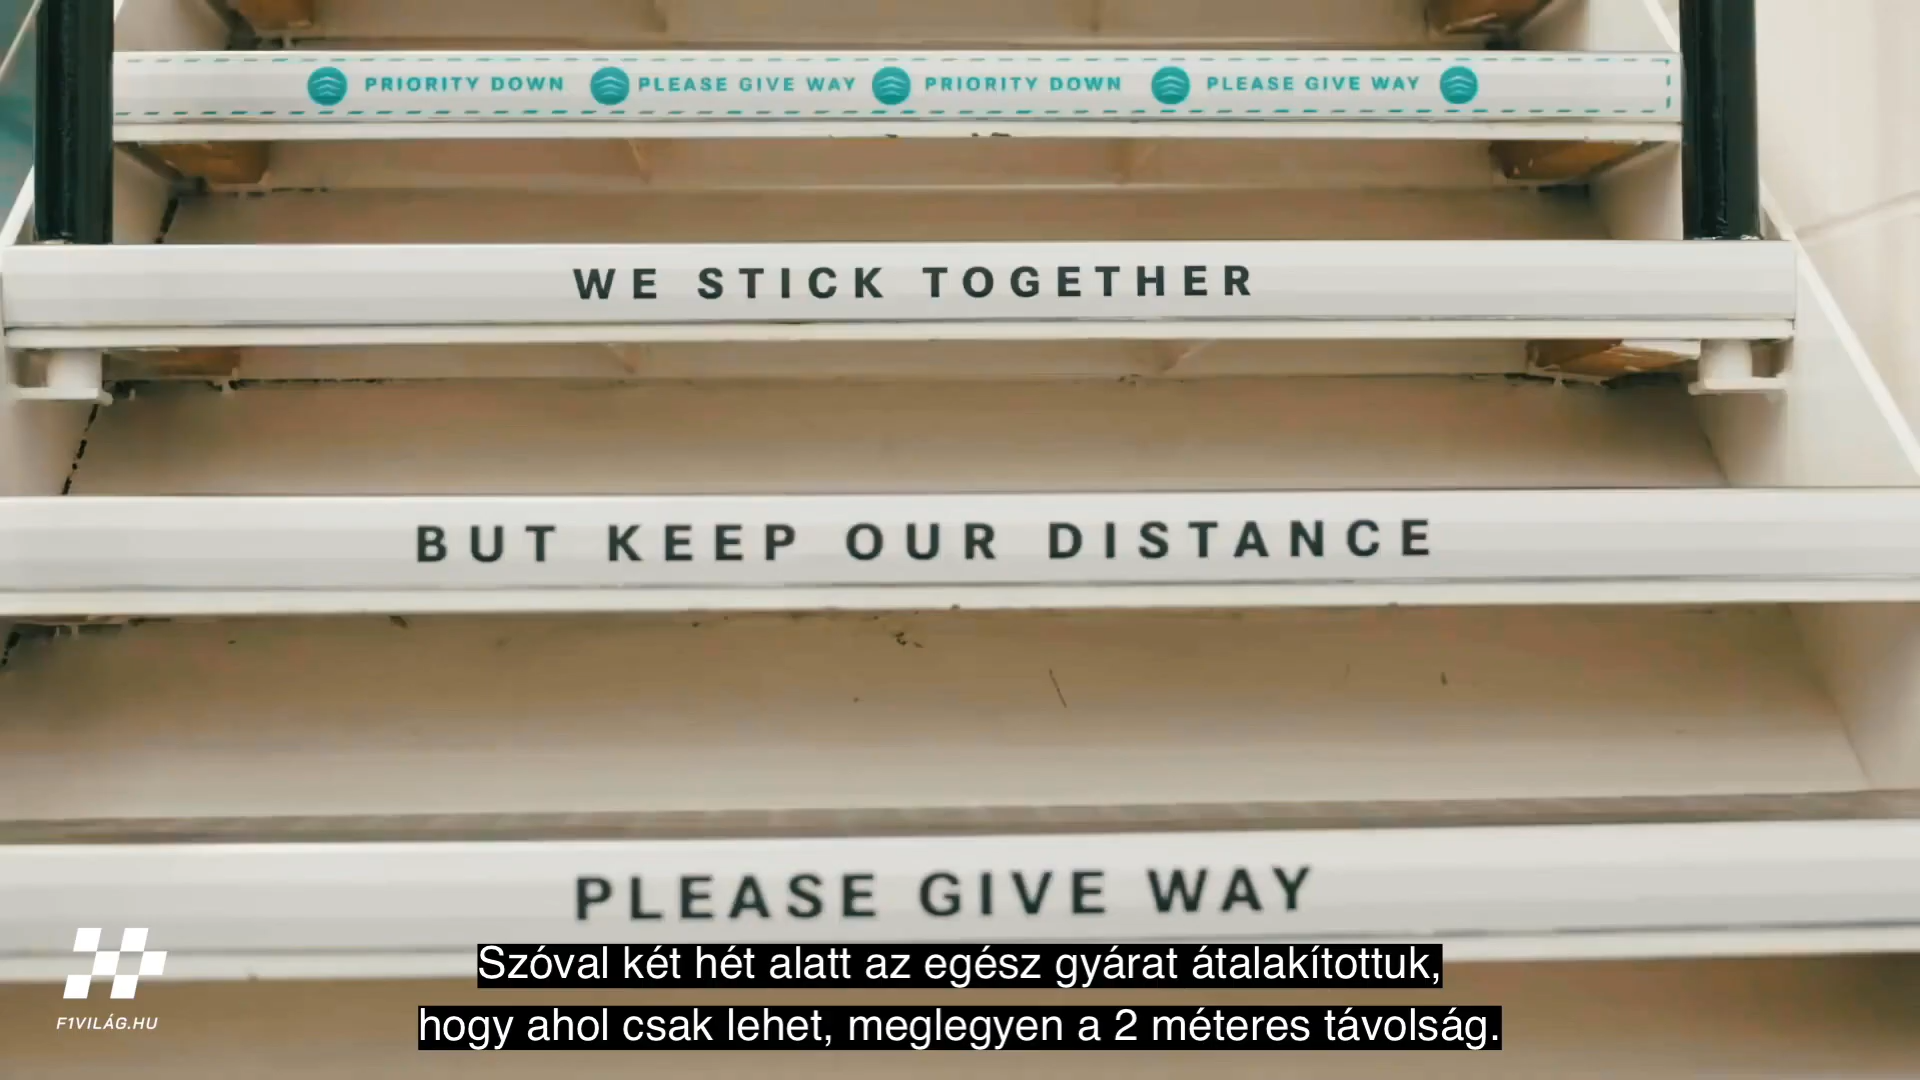 PRIORITY DOWN PLEASE GIVE WAY PRIORITY DOWN PLEASE GIVE WAY
WE STICK TOGETHER
BUT KEEP OUR DISTANCE
PLEASE GIVE WAY
Szóval két hét alatt az egész gyárat átalakítottuk,
hogy ahol csak lehet, meglegyen a 2 méteres távolság.
F1VILÁG.HU